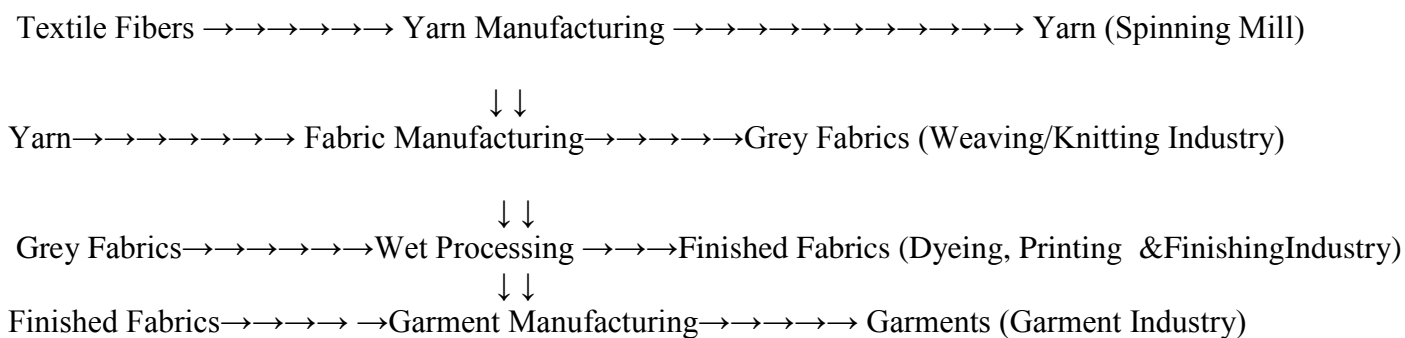 Textile Fibers →→→→→→ Yarn Manufacturing →→→→→→→→→→ Yarn (Spinning Mill)
↓ ↓
Yarn→→→→→→→ Fabric Manufacturing→→→→→Grey Fabrics (Weaving/Knitting Industry)
↓ ↓
Grey Fabrics→→→→→→Wet Processing →→→Finished Fabrics (Dyeing, Printing &FinishingIndustry)
↓ ↓
Finished Fabrics→→→→ →Garment Manufacturing→→→→→ Garments (Garment Industry)